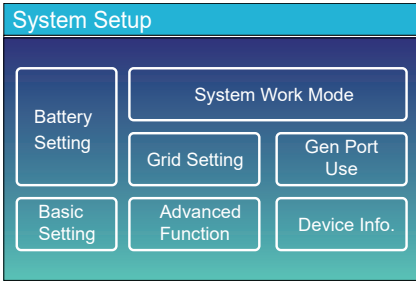 System Setup
Battery
Setting
System Work Mode
Grid Setting
Gen Port
Use
Basic
Setting
Advanced
Function
Device Info.